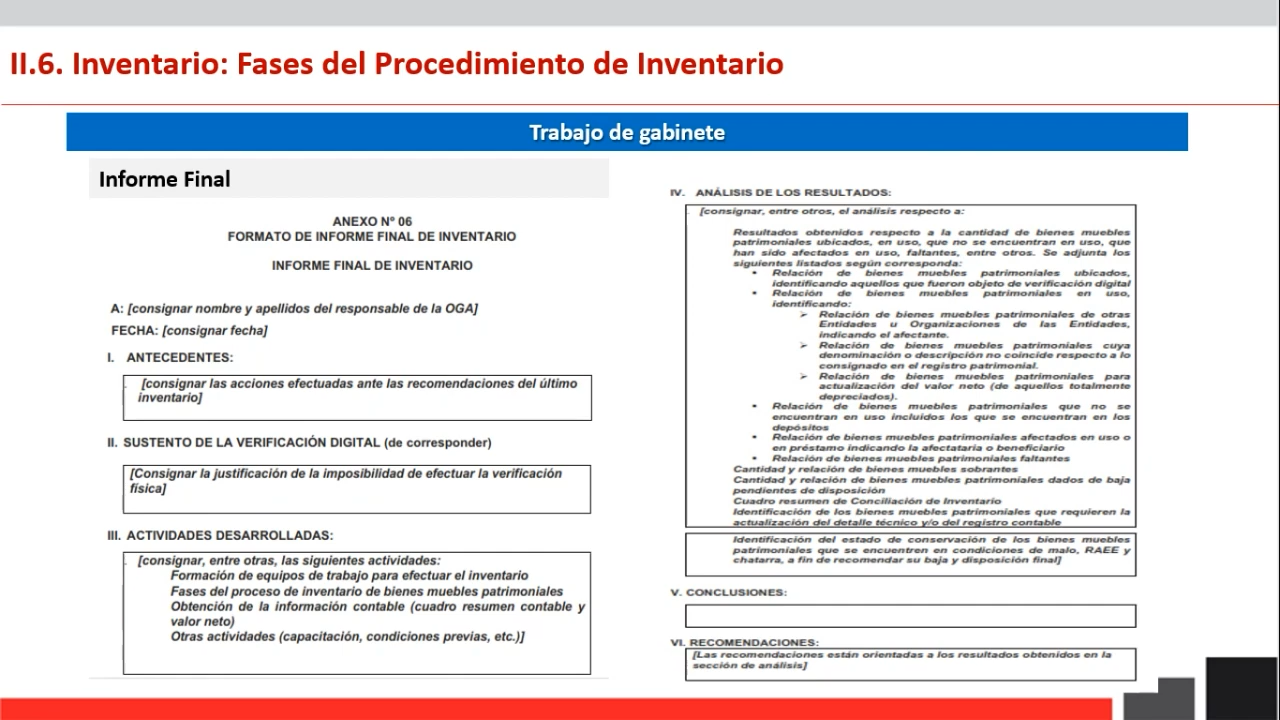 II.6. Inventario: Fases del Procedimiento de Inventario
Trabajo de gabinete
Informe Final
ANEXO Nº 06
FORMATO DE INFORME FINAL DE INVENTARIO
INFORME FINAL DE INVENTARIO
A: [consignar nombre y apellidos del responsable de la OGA]
FECHA: [consignar fecha]
I. ANTECEDENTES:
[consignar las acciones efectuadas ante las recomendaciones del último
inventario]
II. SUSTENTO DE LA VERIFICACIÓN DIGITAL (de corresponder)
[Consignar la justificación de la imposibilidad de efectuar la verificación
física]
III. ACTIVIDADES DESARROLLADAS:
[consignar, entre otras, las siguientes actividades:
Formación de equipos de trabajo para efectuar el inventario
Fases del proceso de inventario de bienes muebles patrimoniales
Obtención de la información contable (cuadro resumen contable y
valor neto)
Otras actividades (capacitación, condiciones previas, etc.)]
IV. ANÁLISIS DE LOS RESULTADOS:
[consignar, entre otros, el análisis respecto a:
Resultados obtenidos respecto a la cantidad de bienes muebles
patrimoniales ubicados, en uso, que no se encuentran en uso, que
han sido afectados en uso, faltantes, entre otros. Se adjunta los
siguientes listados según corresponda:
• Relación de bienes muebles patrimoniales ubicados,
identificando aquellos que fueron objeto de verificación digital
• Relación de bienes muebles patrimoniales en uso,
identificando:
➢ Relación de bienes muebles patrimoniales de otras
Entidades u Organizaciones de las Entidades,
indicando el afectante.
➢ Relación de bienes muebles patrimoniales cuya
denominación o descripción no coincide respecto a lo
consignado en el registro patrimonial.
➢ Relación de bienes muebles patrimoniales para
actualización del valor neto (de aquellos totalmente
depreciados).
• Relación de bienes muebles patrimoniales que no se
encuentran en uso incluidos los que se encuentran en los
depósitos
• Relación de bienes muebles patrimoniales afectados en uso o
en préstamo indicando la afectataria o beneficiario
• Relación de bienes muebles patrimoniales faltantes
Cantidad y relación de bienes muebles sobrantes
Cantidad y relación de bienes muebles patrimoniales dados de baja
pendientes de disposición
Cuadro resumen de Conciliación de Inventario
Identificación de los bienes muebles patrimoniales que requieren la
actualización del detalle técnico y/o del registro contable
Identificación del estado de conservación de los bienes muebles
patrimoniales que se encuentren en condiciones de malo, RAEE y
chatarra, a fin de recomendar su baja y disposición final]
V. CONCLUSIONES:
VI. RECOMENDACIONES:
[Las recomendaciones están orientadas a los resultados obtenidos en la
sección de análisis]